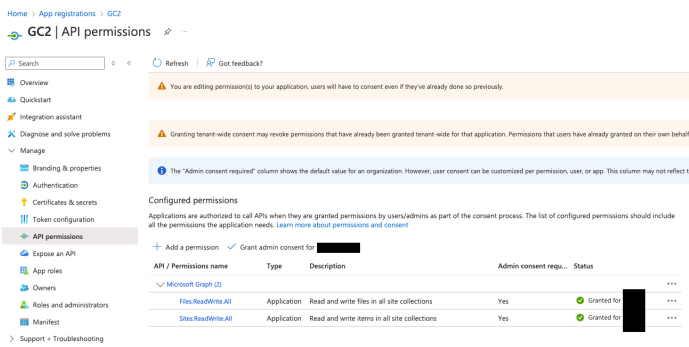 Home > App registrations > GC2
GC2 | API permissions
Search
Refresh
Got feedback?
Overview
Quickstart
Integration assistant
Diagnose and solve problems
Manage
Branding & properties
Authentication
Certificates & secrets
Token configuration
API permissions
Expose an API
App roles
Owners
Roles and administrators
Manifest
Support + Troubleshooting
You are editing permission(s) to your application, users will have to consent even if they've already done so previously.
Granting tenant-wide consent may revoke permissions that have already been granted tenant-wide for that application. Permissions that users have already granted on their own behalf
The "Admin consent required" column shows the default value for an organization. However, user consent can be customized per permission, user, or app. This column may not reflect t
Configured permissions
Applications are authorized to call APIs when they are granted permissions by users/admins as part of the consent process. The list of configured permissions should include
all the permissions the application needs. Learn more about permissions and consent
Add a permission
Grant admin consent for
API / Permissions name Type Description Admin consent requ... Status
Microsoft Graph (2)
Files.ReadWrite.All Application Read and write files in all site collections Yes Granted for
Sites.ReadWrite.All Application Read and write items in all site collections Yes Granted for